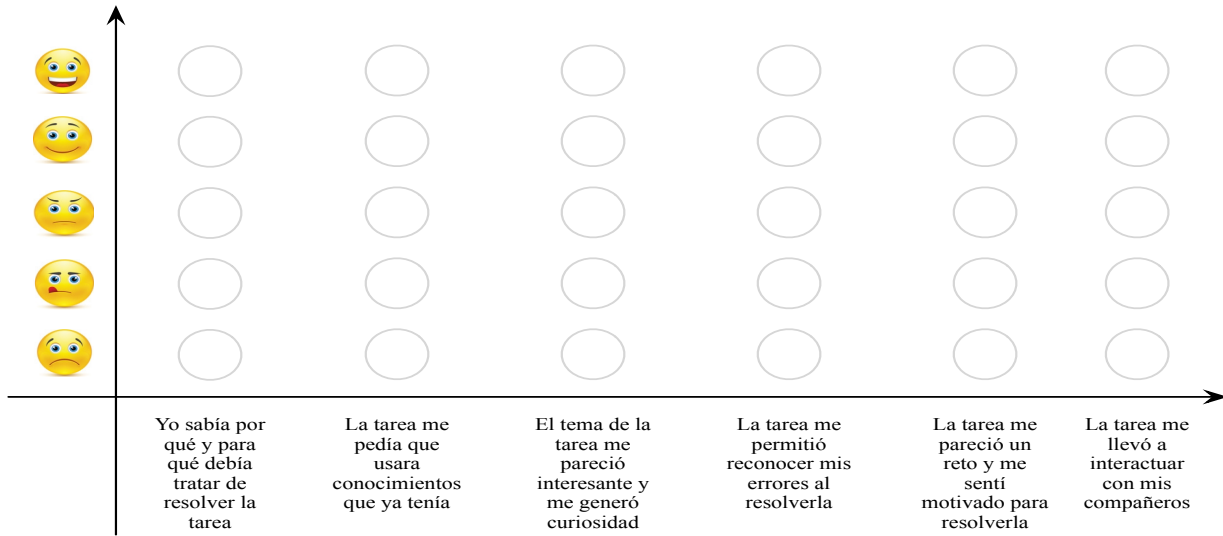 Yo sabía por
qué y para
qué debía
tratar de
resolver la
tarea
La tarea me
pedía que
usara
conocimientos
que ya tenía
El tema de la
tarea me
pareció
interesante y
me generó
curiosidad
La tarea me
permitió
reconocer mis
errores al
resolverla
La tarea me
pareció un
reto y me
sentí
motivado para
resolverla
La tarea me
llevó a
interactuar
con mis
compañeros